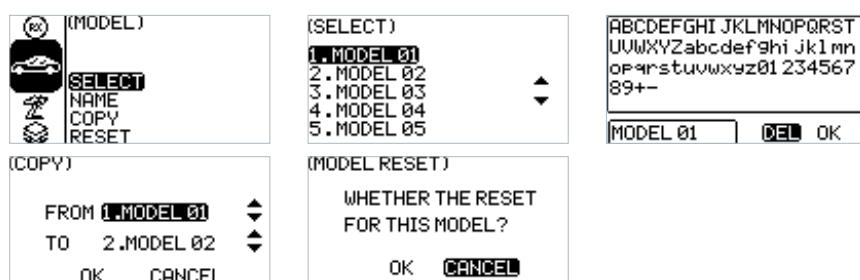 RX
(MODEL)
SELECT
NAME
COPY
RESET
(SELECT)
1.MODEL 01
2.MODEL 02
3.MODEL 03
4.MODEL 04
5.MODEL 05
ABCDEFGHIJKLMNOPQRST
UVWXYZabcdefghijklmn
opqrstuvwxyz01234567
89+-
MODEL 01 DEL OK
(COPY)
FROM 1.MODEL 01
TO 2.MODEL 02
OK CANCEL
(MODEL RESET)
WHETHER THE RESET
FOR THIS MODEL?
OK CANCEL